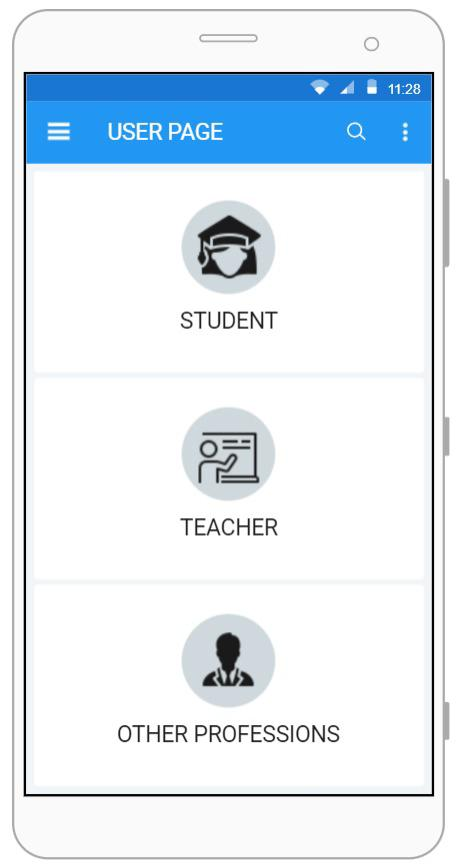 11:28
USER PAGE
STUDENT
TEACHER
OTHER PROFESSIONS